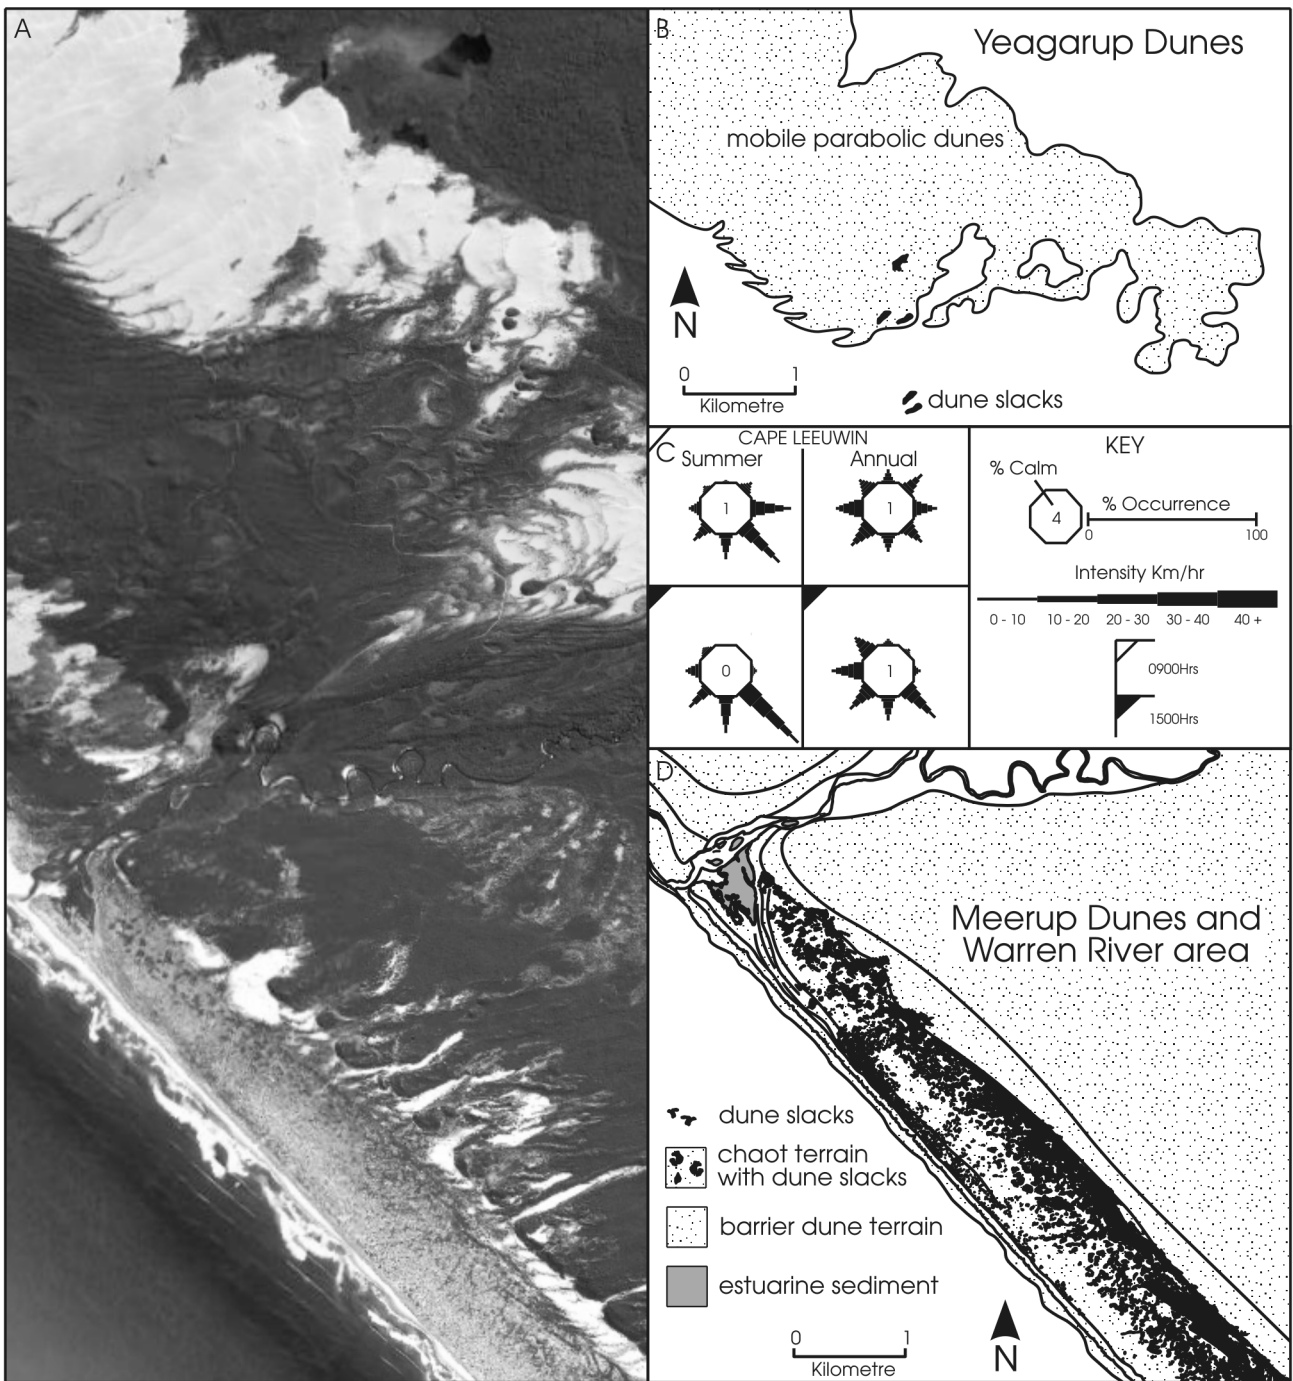 A
B
Yeagarup Dunes
mobile parabolic dunes
N
0 1
Kilometre
dune slacks
C
CAPE LEEUWIN
Summer
Annual
1
1
0
1
KEY
% Calm
4
% Occurrence
0
100
Intensity Km/hr
0 - 10
10 - 20
20 - 30
30 - 40
40 +
0900Hrs
1500Hrs
D
Meerup Dunes and
Warren River area
dune slacks
chaot terrain
with dune slacks
barrier dune terrain
estuarine sediment
0 1
Kilometre
N